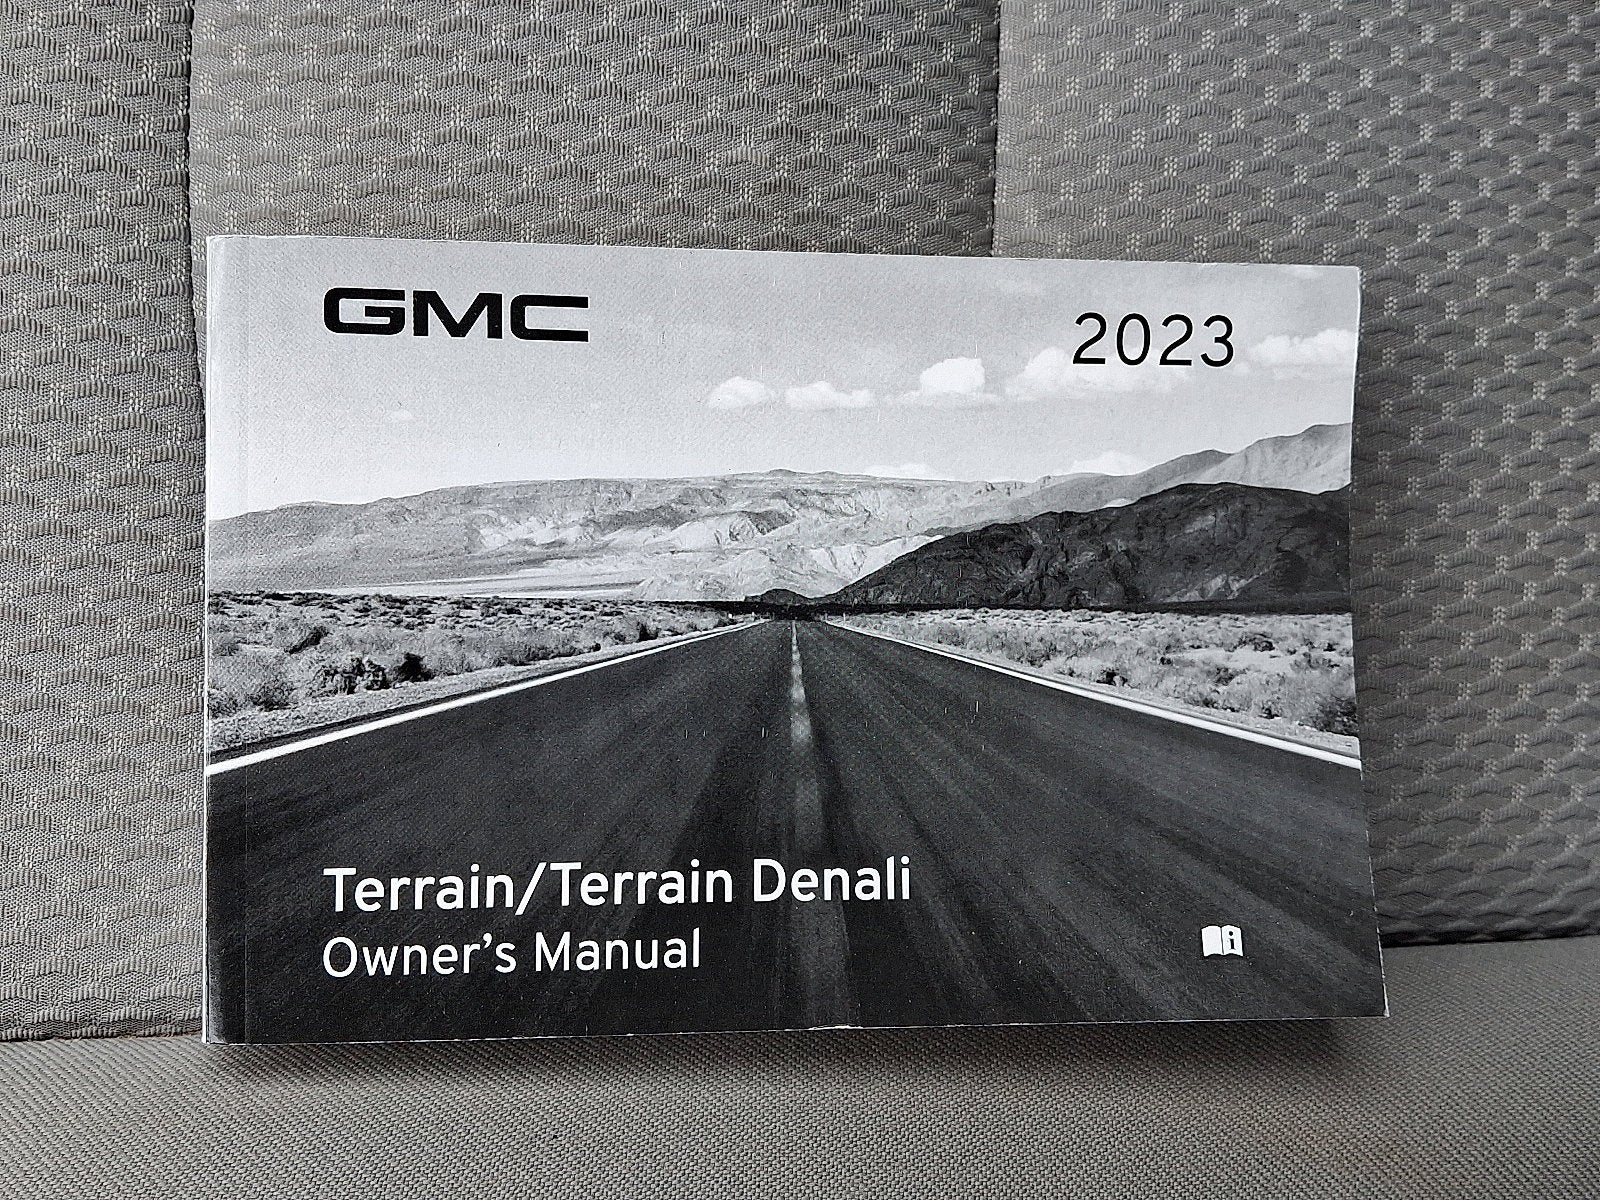 GMC
2023
Terrain/Terrain Denali
Owner's Manual